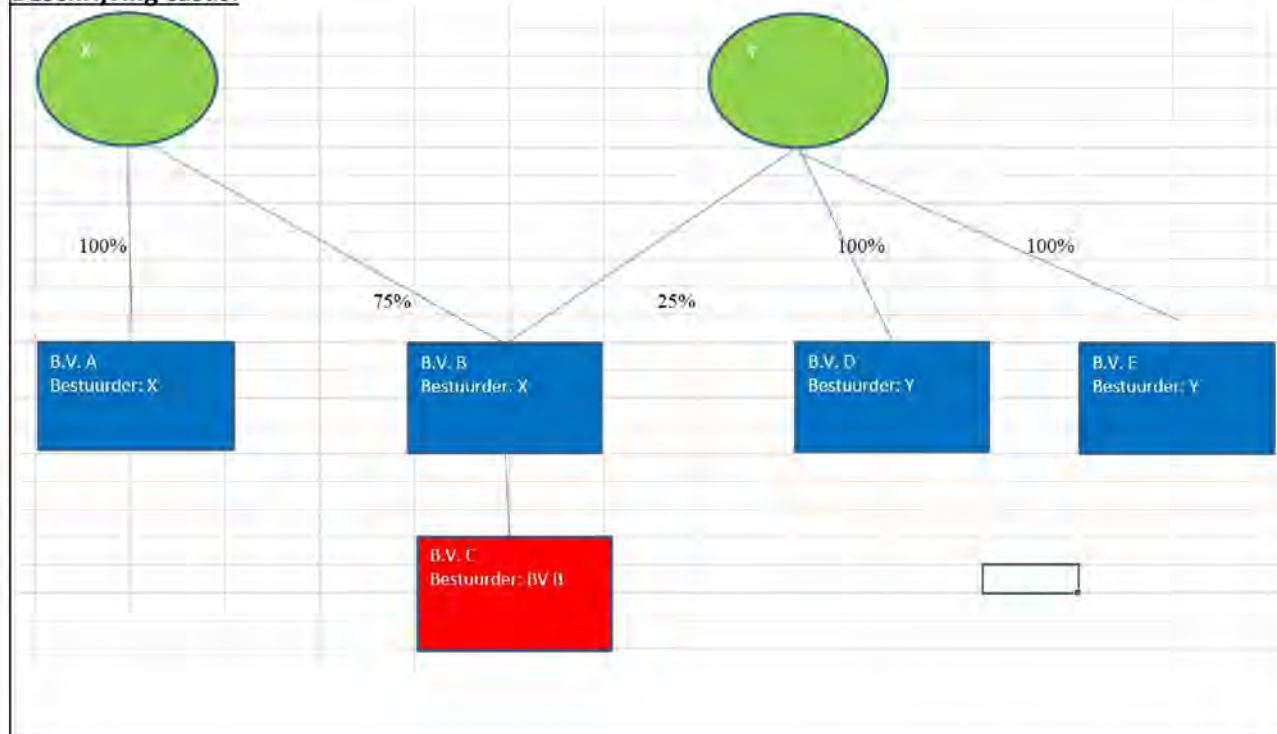 X
Y
100%
75%
25%
100%
100%
B.V. A
Bestuurder: X
B.V. B
Bestuurder: X
B.V. D
Bestuurder: Y
B.V. E
Bestuurder: Y
B.V. C
Bestuurder: BV B